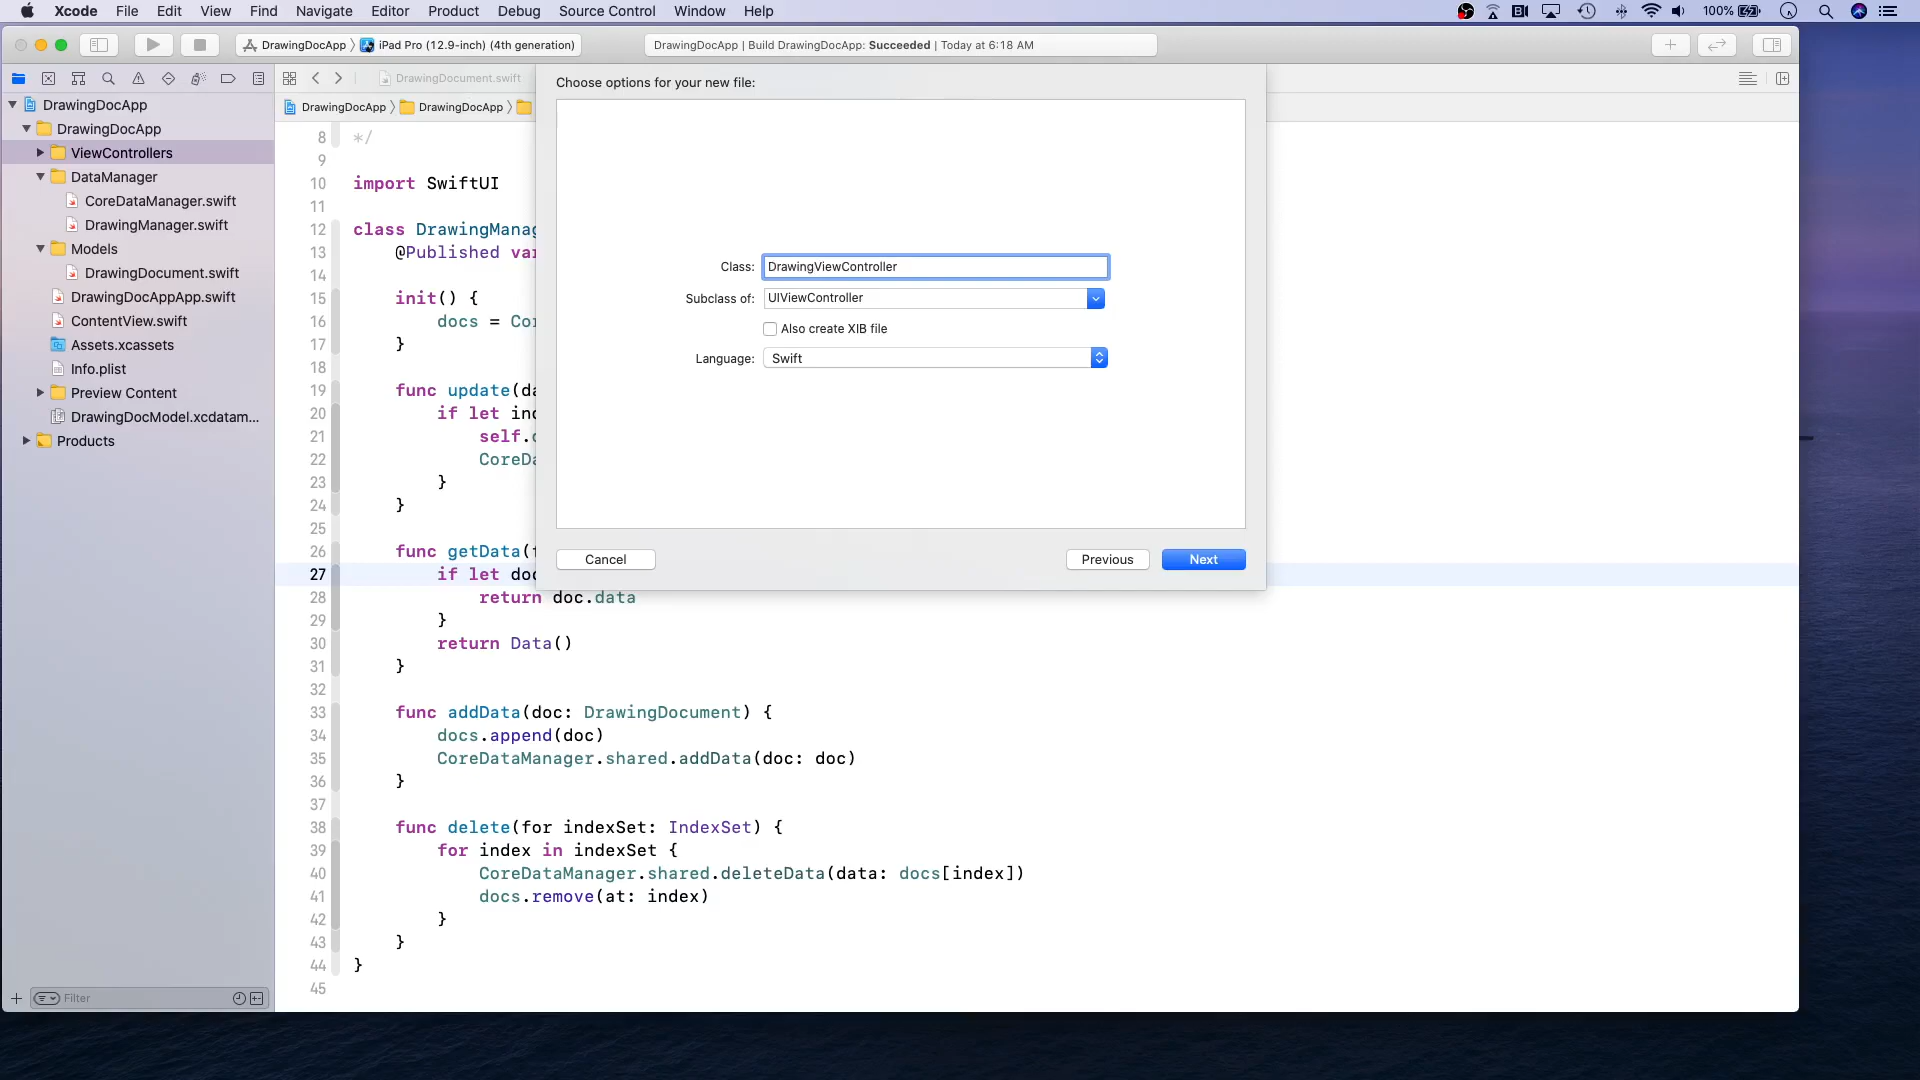 Xcode File Edit View Find Navigate Editor Product Debug Source Control Window Help
100%
DrawingDocApp iPad Pro (12.9-inch) (4th generation)
DrawingDocApp | Build DrawingDocApp: Succeeded | Today at 6:18 AM
DrawingDocument.swift
DrawingDocApp DrawingDocApp
DrawingDocApp
DrawingDocApp
ViewControllers
DataManager
CoreDataManager.swift
DrawingManager.swift
Models
DrawingDocument.swift
DrawingDocAppApp.swift
ContentView.swift
Assets.xcassets
Info.plist
Preview Content
DrawingDocModel.xcdatam...
Products
Filter
Choose options for your new file:
Class: DrawingViewController
Subclass of: UIViewController
Also create XIB file
Language: Swift
Cancel
Previous
Next
8 */
9
10 import SwiftUI
11
12 class DrawingManag
13 @Published var
14
15 init() {
16 docs = Cor
17 }
18
19 func update(da
20 if let ind
21 self.d
22 CoreDa
23 }
24 }
25
26 func getData(f
27 if let doc
28 return doc.data
29 }
30 return Data()
31 }
32
33 func addData(doc: DrawingDocument) {
34 docs.append(doc)
35 CoreDataManager.shared.addData(doc: doc)
36 }
37
38 func delete(for indexSet: IndexSet) {
39 for index in indexSet {
40 CoreDataManager.shared.deleteData(data: docs[index])
41 docs.remove(at: index)
42 }
43 }
44 }
45